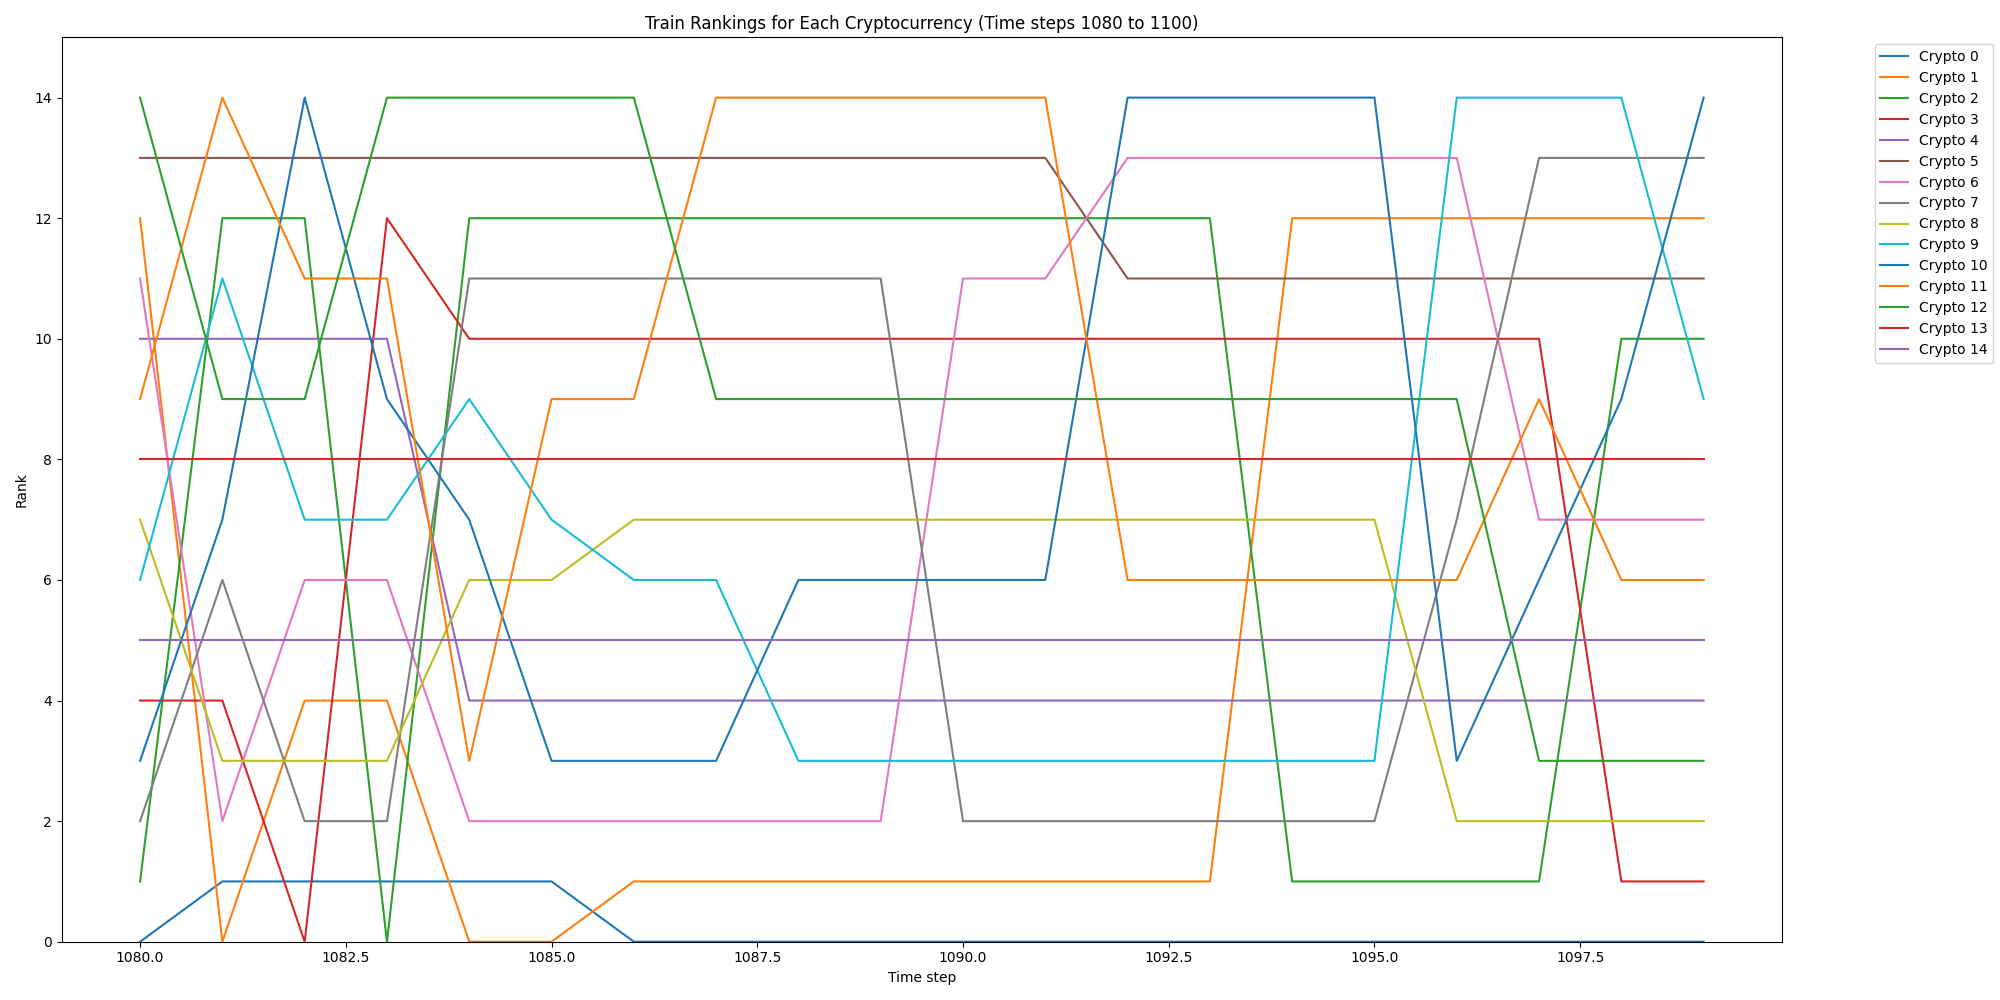 Train Rankings for Each Cryptocurrency (Time steps 1080 to 1100)
Rank
14
12
10
8
6
4
2
0
1080.0
1082.5
1085.0
1087.5
1090.0
1092.5
1095.0
1097.5
Time step
Crypto 0
Crypto 1
Crypto 2
Crypto 3
Crypto 4
Crypto 5
Crypto 6
Crypto 7
Crypto 8
Crypto 9
Crypto 10
Crypto 11
Crypto 12
Crypto 13
Crypto 14